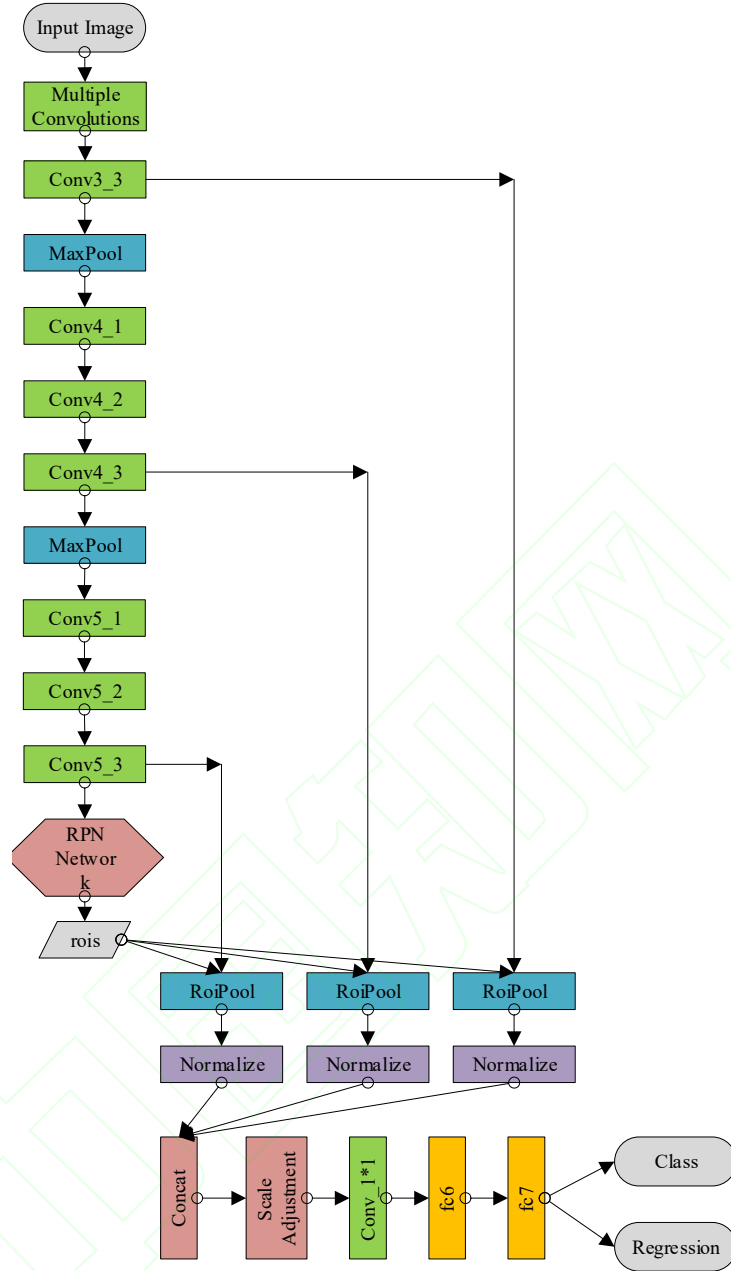 Input Image
Multiple
Convolutions
Conv3_3
MaxPool
Conv4_1
Conv4_2
Conv4_3
MaxPool
Conv5_1
Conv5_2
Conv5_3
RPN
Networ
k
rois
RoiPool
RoiPool
RoiPool
Normalize
Normalize
Normalize
Concat
Scale
Adjustment
Conv_1*1
fc6
fc7
Class
Regression